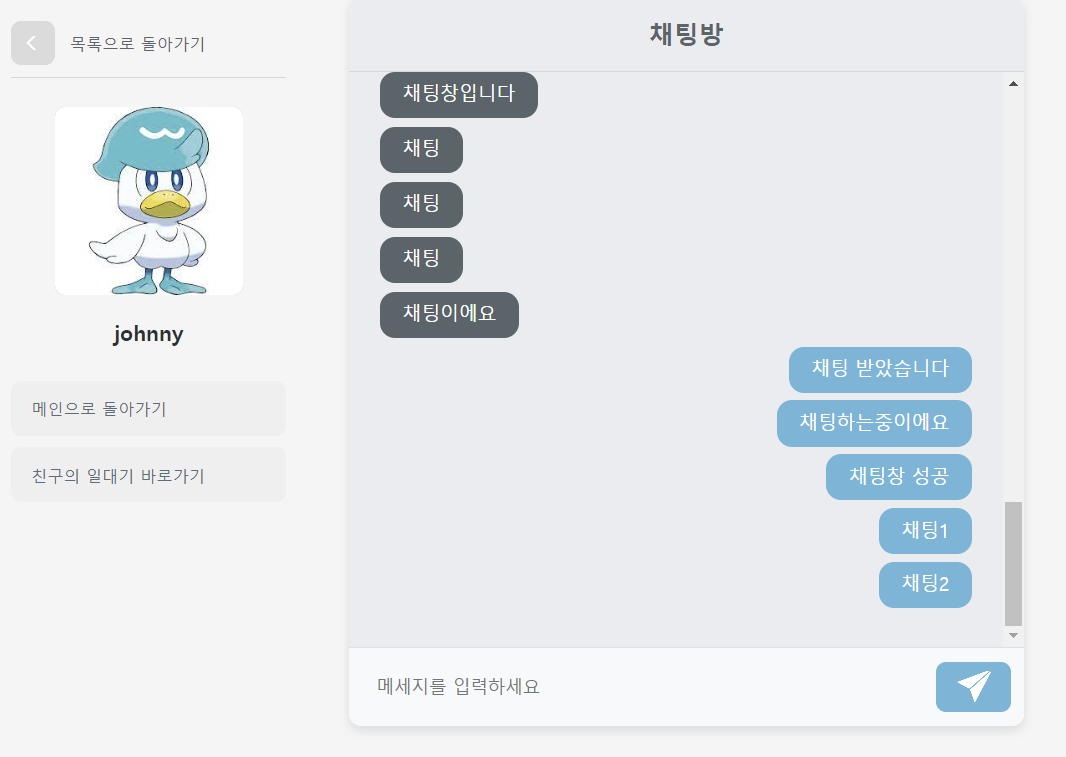 목록으로 돌아가기
johnny
메인으로 돌아가기
친구의 일대기 바로가기
채팅방
채팅창입니다
채팅
채팅
채팅
채팅이에요
채팅 받았습니다
채팅하는중이에요
채팅창 성공
채팅1
채팅2
메세지를 입력하세요